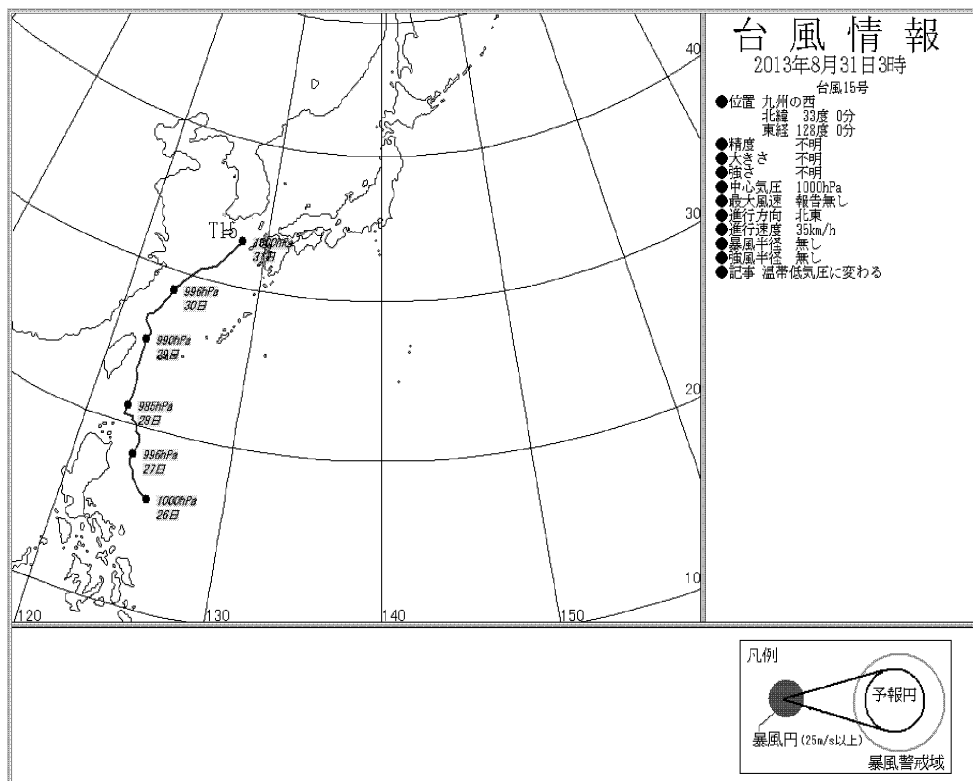 台風情報
2013年8月31日3時
台風15号
●位置 九州の西
北緯 33度 0分
東経 128度 0分
●精度 不明
●大きさ 不明
●強さ 不明
●中心気圧 1000hPa
●最大風速 報告無し
●進行方向 北東
●進行速度 35km/h
●暴風半径 無し
●強風半径 無し
●記事 温帯低気圧に変わる
40
30
20
10
T15
1000hPa
31日
996hPa
30日
990hPa
29日
985hPa
28日
996hPa
27日
1000hPa
26日
120
130
140
150
凡例
予報円
暴風円(25m/s以上)
暴風警戒域